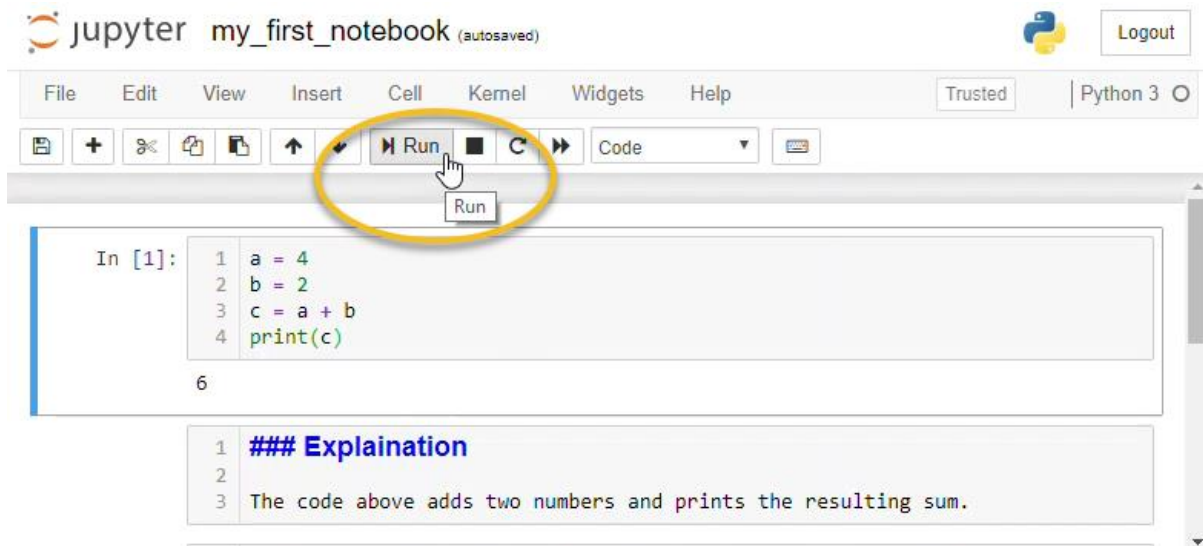 jupyter my_first_notebook (autosaved) Logout
File Edit View Insert Cell Kernel Widgets Help Trusted Python 3
Run Code
Run
In [1]: 1 a = 4
2 b = 2
3 c = a + b
4 print(c)
6
1 ### Explaination
2
3 The code above adds two numbers and prints the resulting sum.